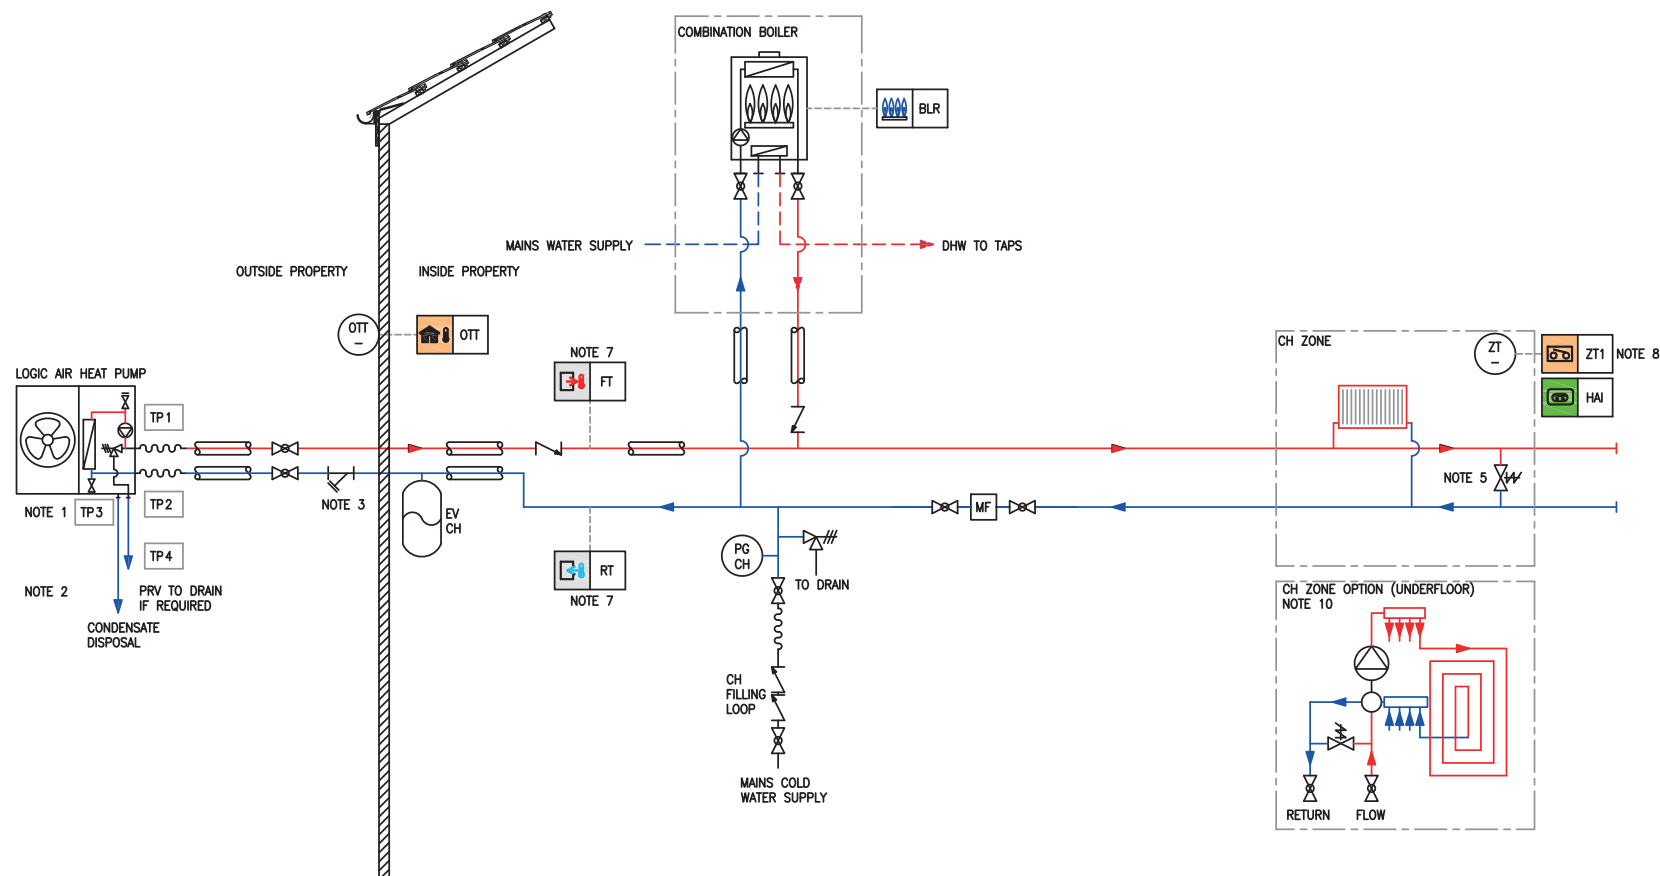 COMBINATION BOILER
BLR
MAINS WATER SUPPLY
DHW TO TAPS
OUTSIDE PROPERTY
INSIDE PROPERTY
OTT
–
OTT
CH ZONE
ZT
–
ZT1
NOTE 8
HAI
NOTE 7
FT
LOGIC AIR HEAT PUMP
TP1
NOTE 5
NOTE 1
TP3
TP2
NOTE 3
EV
CH
MF
TP4
PG
CH
RT
NOTE 7
TO DRAIN
NOTE 2
PRV TO DRAIN
IF REQUIRED
CONDENSATE
DISPOSAL
CH ZONE OPTION (UNDERFLOOR)
NOTE 10
CH
FILLING
LOOP
MAINS COLD
WATER SUPPLY
RETURN
FLOW